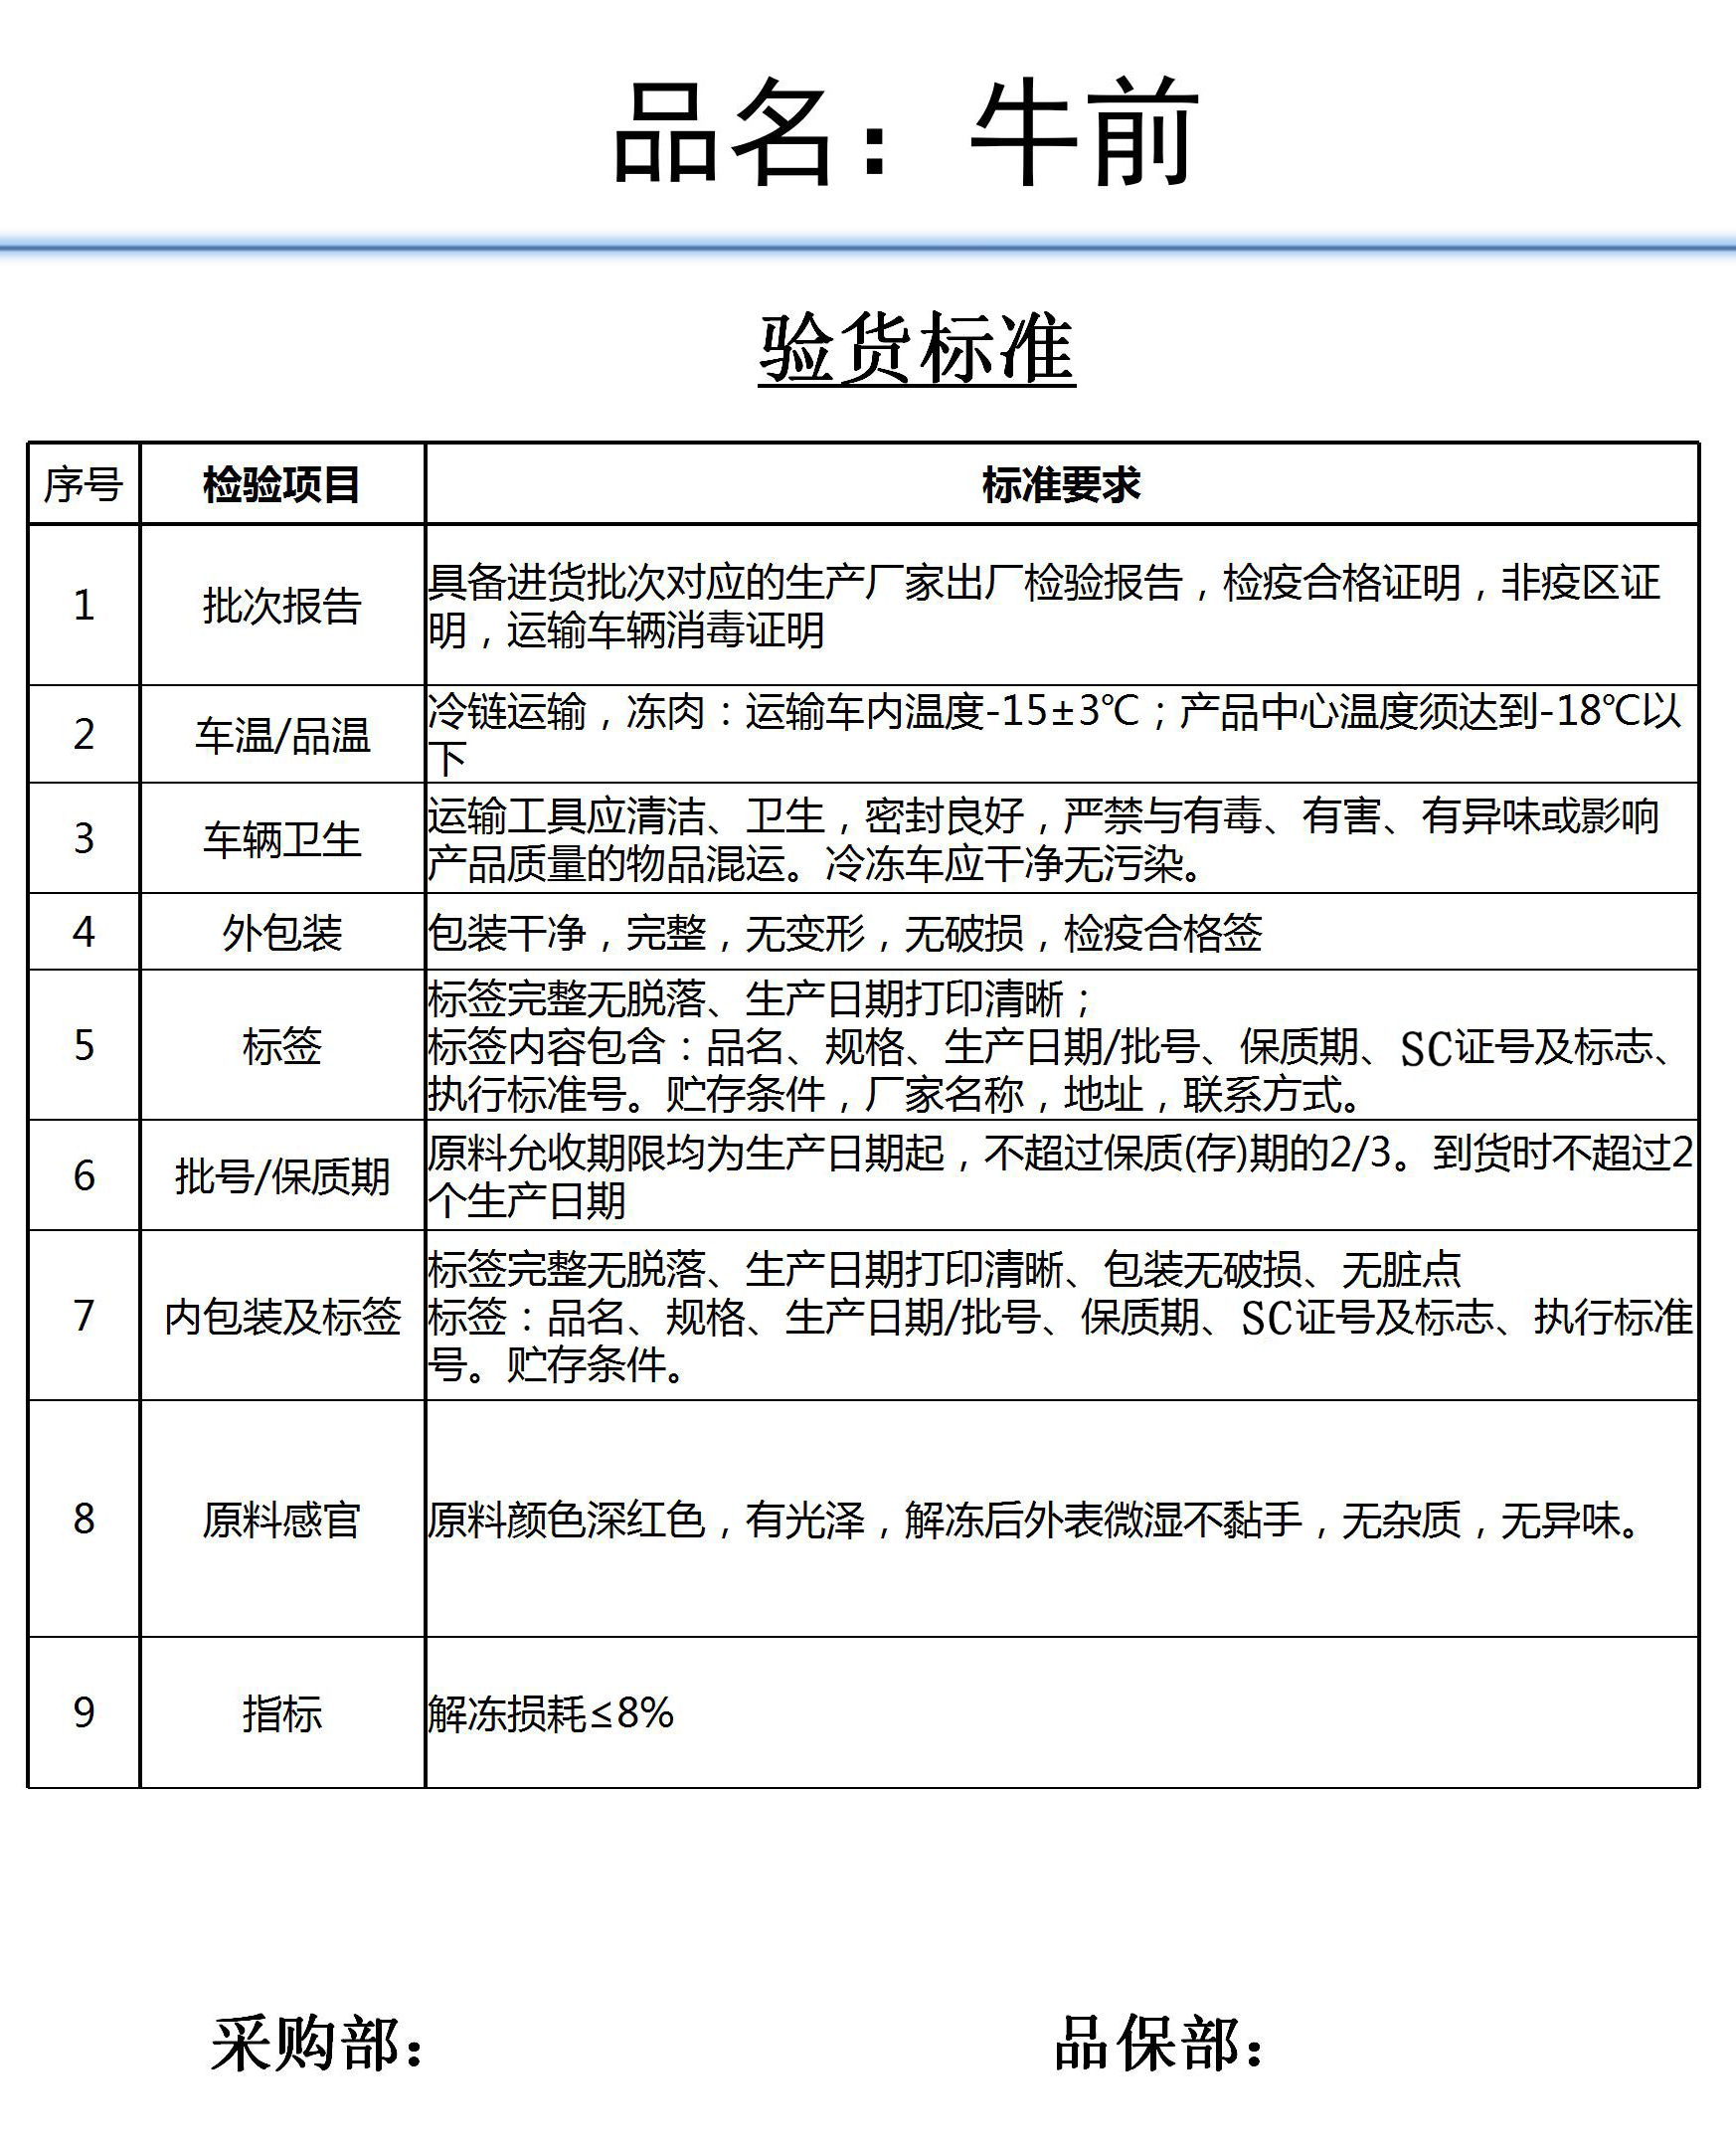 品名：牛前
验货标准
序号 检验项目 标准要求
1 批次报告 具备进货批次对应的生产厂家出厂检验报告，检疫合格证明，非疫区证
明，运输车辆消毒证明
2 车温/品温 冷链运输，冻肉：运输车内温度-15±3℃；产品中心温度须达到-18℃以
下
3 车辆卫生 运输工具应清洁、卫生，密封良好，严禁与有毒、有害、有异味或影响
产品质量的物品混运。冷冻车应干净无污染。
4 外包装 包装干净，完整，无变形，无破损，检疫合格签
5 标签 标签完整无脱落、生产日期打印清晰；
标签内容包含：品名、规格、生产日期/批号、保质期、SC证号及标志、
执行标准号。贮存条件，厂家名称，地址，联系方式。
6 批号/保质期 原料允收期限均为生产日期起，不超过保质(存)期的2/3。到货时不超过2
个生产日期
7 内包装及标签 标签完整无脱落、生产日期打印清晰、包装无破损、无脏点
标签：品名、规格、生产日期/批号、保质期、SC证号及标志、执行标准
号。贮存条件。
8 原料感官 原料颜色深红色，有光泽，解冻后外表微湿不黏手，无杂质，无异味。
9 指标 解冻损耗≤8%
采购部： 品保部：